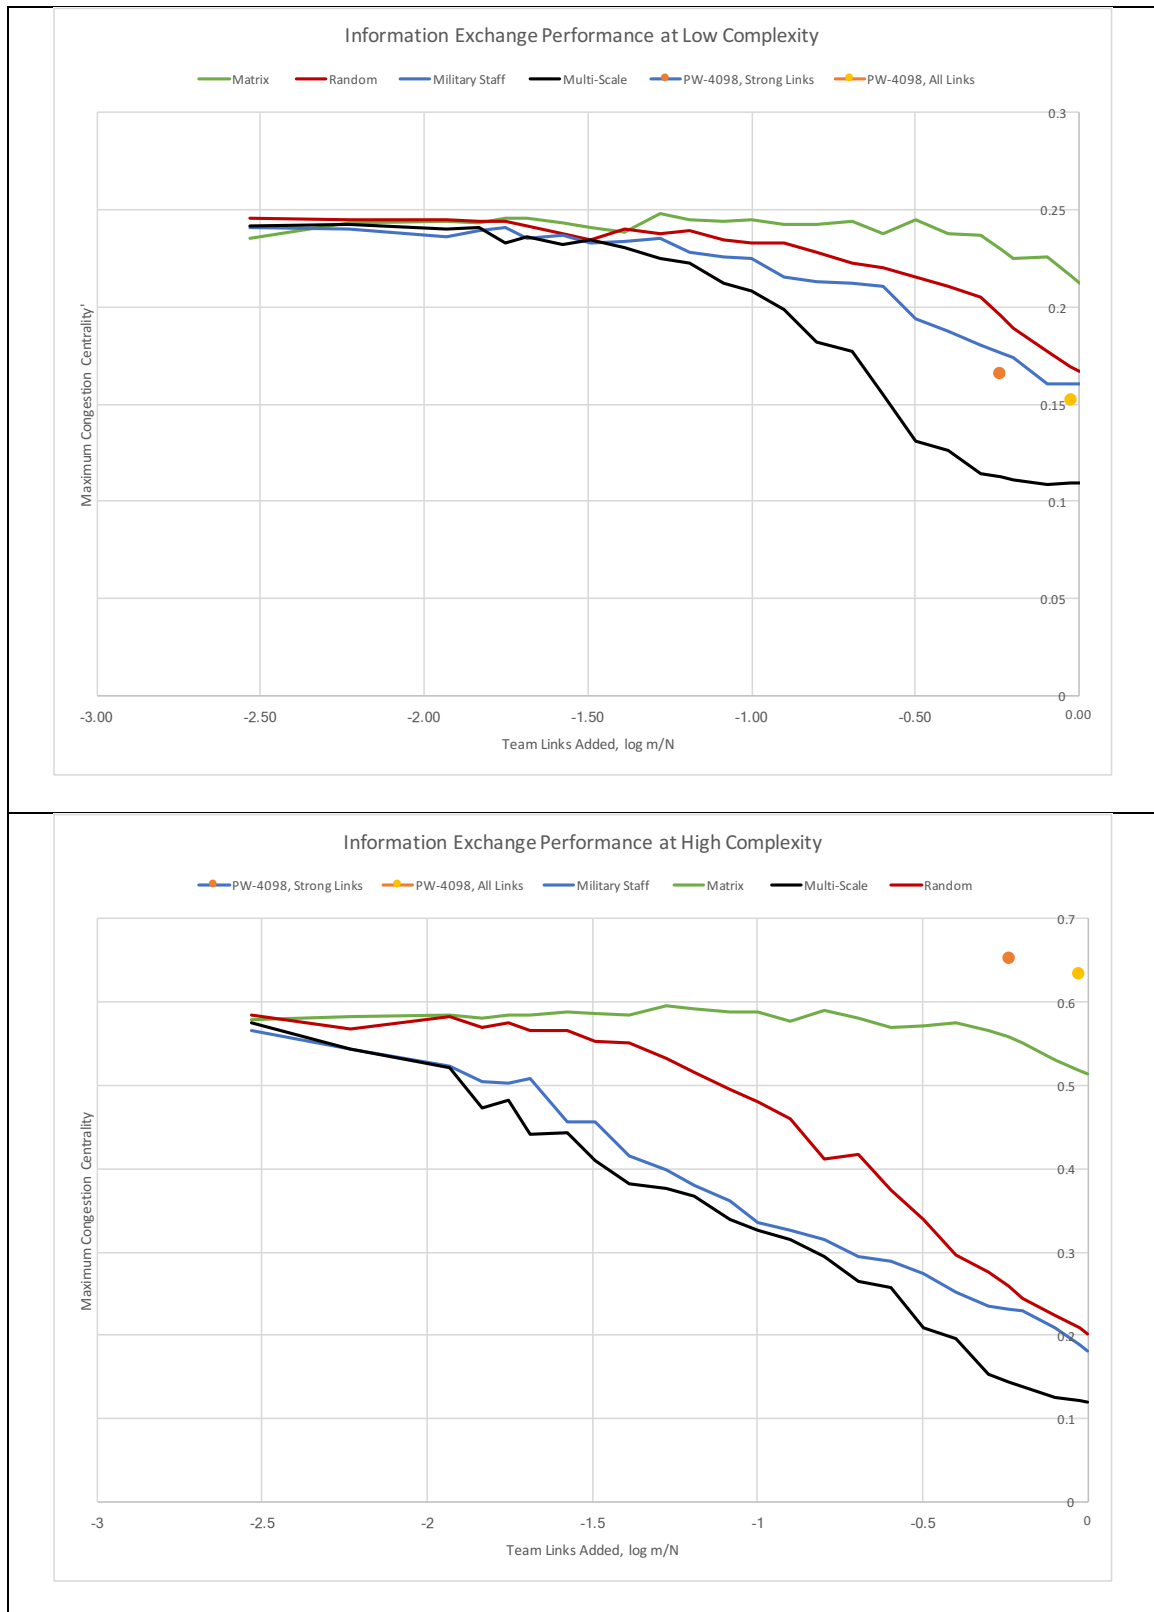 Information Exchange Performance at Low Complexity
Matrix Random Military Staff Multi-Scale PW-4098, Strong Links PW-4098, All Links
0.3
0.25
0.2
0.15
0.1
0.05
0
Maximum Congestion Centrality'
-3.00 -2.50 -2.00 -1.50 -1.00 -0.50 0.00
Team Links Added, log m/N
Information Exchange Performance at High Complexity
PW-4098, Strong Links PW-4098, All Links Military Staff Matrix Multi-Scale Random
0.7
0.6
0.5
0.4
0.3
0.2
0.1
0
Maximum Congestion Centrality
-3 -2.5 -2 -1.5 -1 -0.5 0
Team Links Added, log m/N